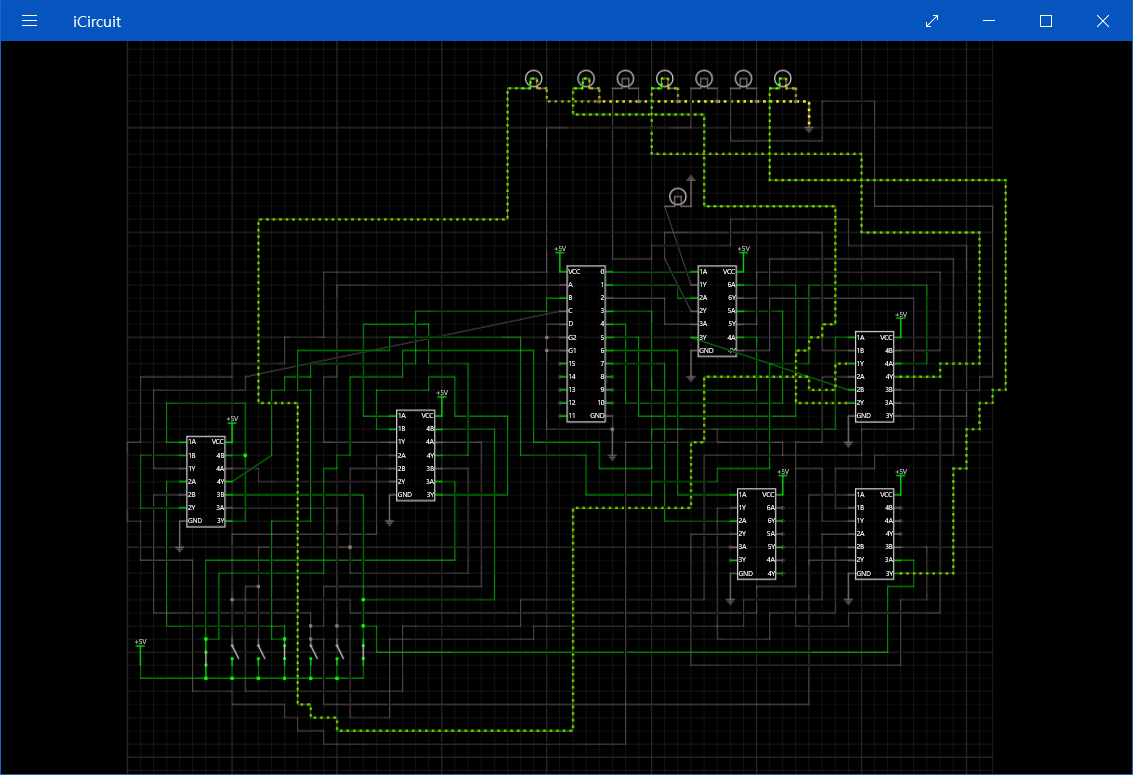 iCircuit
+5V +5V
VCC 0 1A VCC
A 1 1Y 6A
B 2 2A 6Y
C 3 2Y 5A
D 4 3A 5Y
G2 5 3Y 4A
G1 6 GND
15 7
14 8
13 9
12 10
11 GND
+5V
1A VCC
1B 4B
1Y 4A
2A 4Y
2B 3B
2Y 3A
GND 3Y
+5V
1A VCC
1B 4B
1Y 4A
2A 4Y
2B 3B
2Y 3A
GND 3Y
+5V
1A VCC
1B 4B
1Y 4A
2A 4Y
2B 3B
2Y 3A
GND 3Y
+5V +5V
1A VCC 1A VCC
1Y 6A 1B 4B
2A 6Y 1Y 4A
2Y 5A 2A 4Y
3A 5Y 2B 3B
3Y 4A 2Y 3A
GND 4Y GND 3Y
+5V